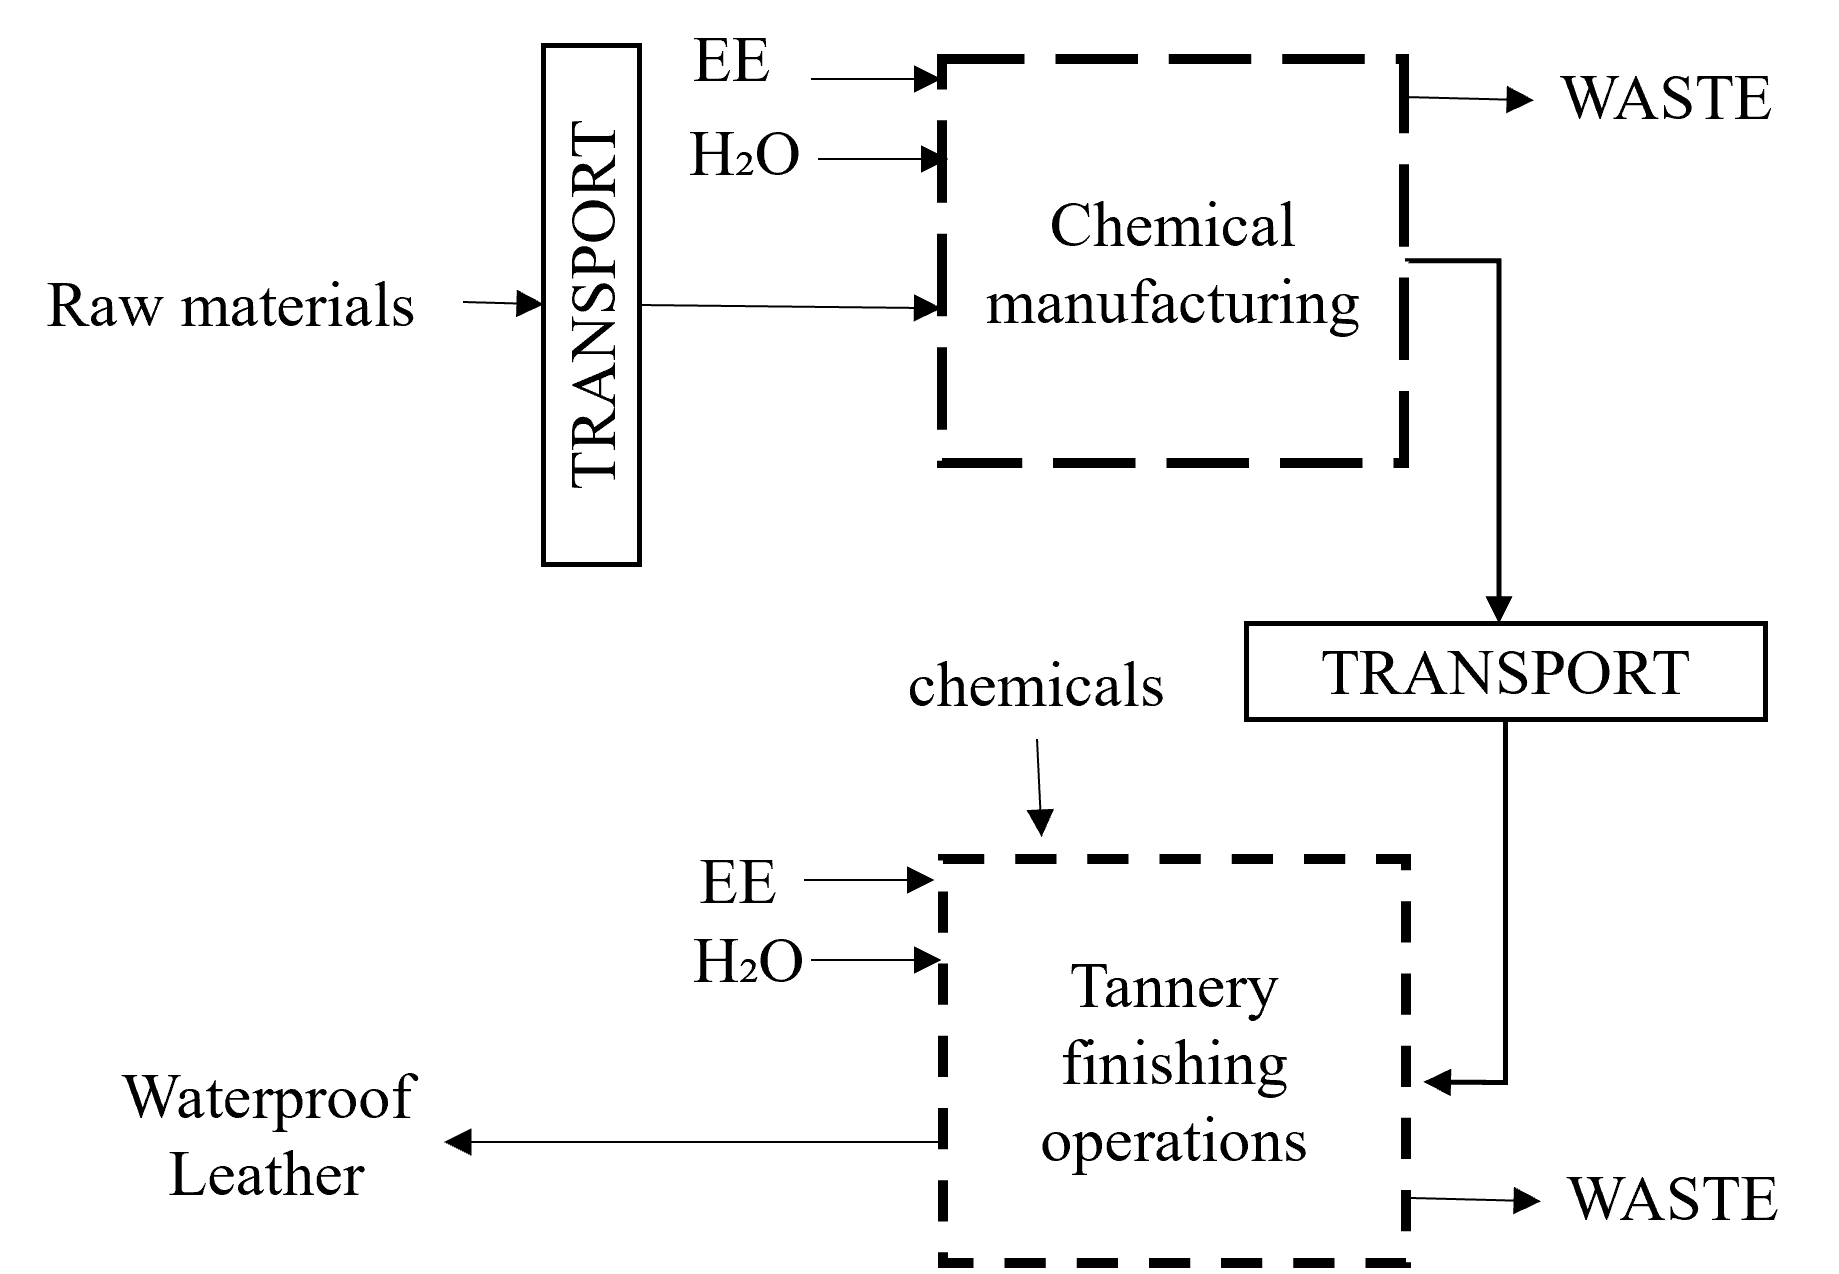 EE
WASTE
H₂O
TRANSPORT
Chemical
manufacturing
Raw materials
TRANSPORT
chemicals
EE
H₂O
Tannery
finishing
operations
Waterproof
Leather
WASTE